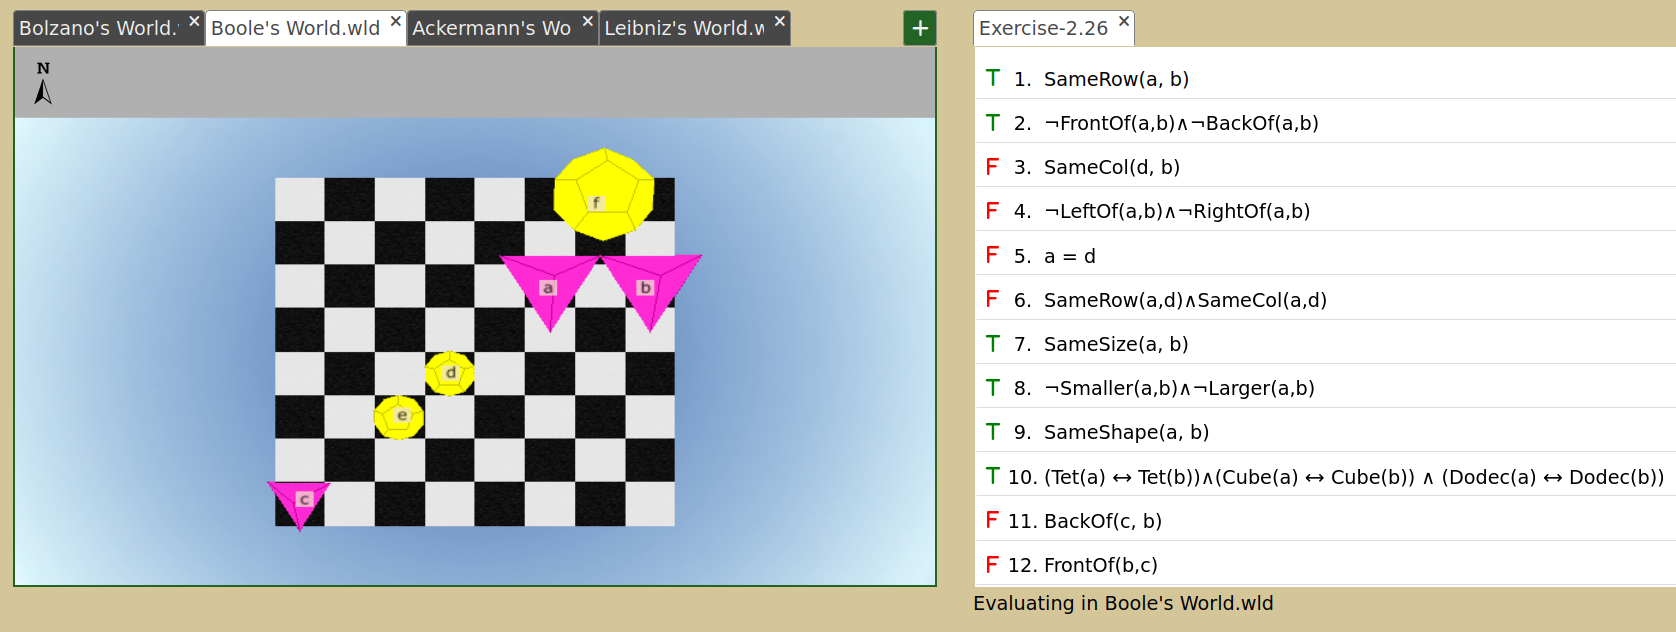 Bolzano's World. × Boole's World.wld × Ackermann's Wo × Leibniz's World.w × + Exercise-2.26 ×
N
f
a b
d
e
c
T 1. SameRow(a, b)
T 2. ¬FrontOf(a,b)∧¬BackOf(a,b)
F 3. SameCol(d, b)
F 4. ¬LeftOf(a,b)∧¬RightOf(a,b)
F 5. a = d
F 6. SameRow(a,d)∧SameCol(a,d)
T 7. SameSize(a, b)
T 8. ¬Smaller(a,b)∧¬Larger(a,b)
T 9. SameShape(a, b)
T 10. (Tet(a) ↔ Tet(b))∧(Cube(a) ↔ Cube(b)) ∧ (Dodec(a) ↔ Dodec(b))
F 11. BackOf(c, b)
F 12. FrontOf(b,c)
Evaluating in Boole's World.wld